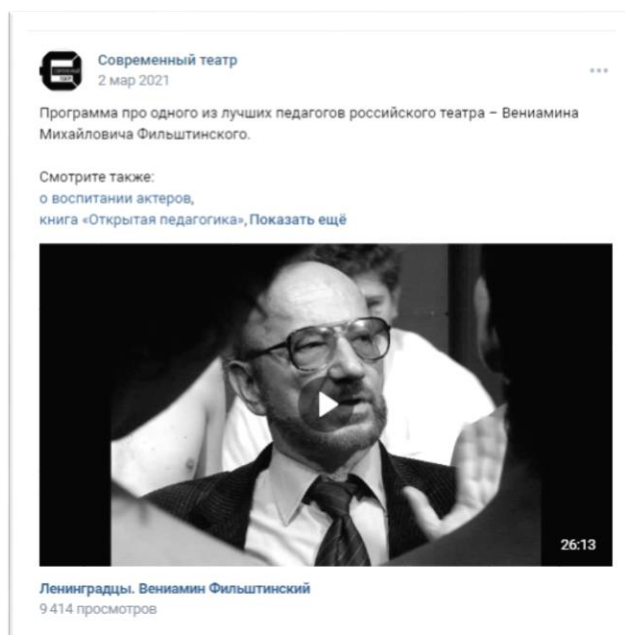 Современный театр
2 мар 2021
Программа про одного из лучших педагогов российского театра – Вениамина
Михайловича Фильштинского.
Смотрите также:
о воспитании актеров,
книга «Открытая педагогика», Показать ещё
26:13
Ленинградцы. Вениамин Фильштинский
9 414 просмотров